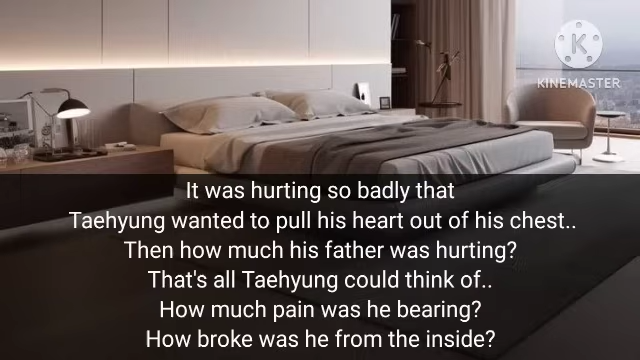 K
KINEMASTER
It was hurting so badly that
Taehyung wanted to pull his heart out of his chest..
Then how much his father was hurting?
That's all Taehyung could think of..
How much pain was he bearing?
How broke was he from the inside?